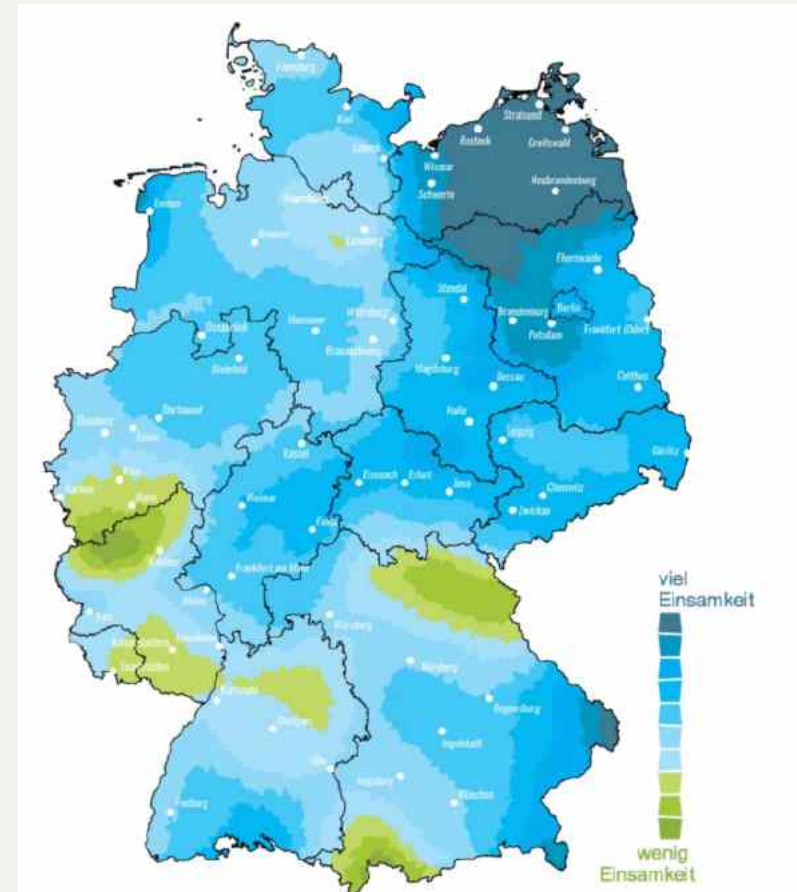 Flensburg
Kiel
Lübeck
Stralsund
Rostock
Greifswald
Wismar
Schwerin
Neubrandenburg
Emden
Lüneburg
Eberswalde
Stendal
Brandenburg
Berlin
Potsdam
Frankfurt (Oder)
Osnabrück
Hannover
Wolfsburg
Braunschweig
Bielefeld
Magdeburg
Dessau
Cottbus
Dortmund
Duisburg
Essen
Halle
Leipzig
Görlitz
Kassel
Köln
Aachen
Bonn
Eisenach
Erfurt
Jena
Chemnitz
Zwickau
Fulda
Frankfurt am Main
Mainz
Trier
Würzburg
Kaiserslautern
Saarbrücken
Nürnberg
Karlsruhe
Regensburg
Stuttgart
Ingolstadt
Ulm
Augsburg
München
Freiburg
viel
Einsamkeit
wenig
Einsamkeit